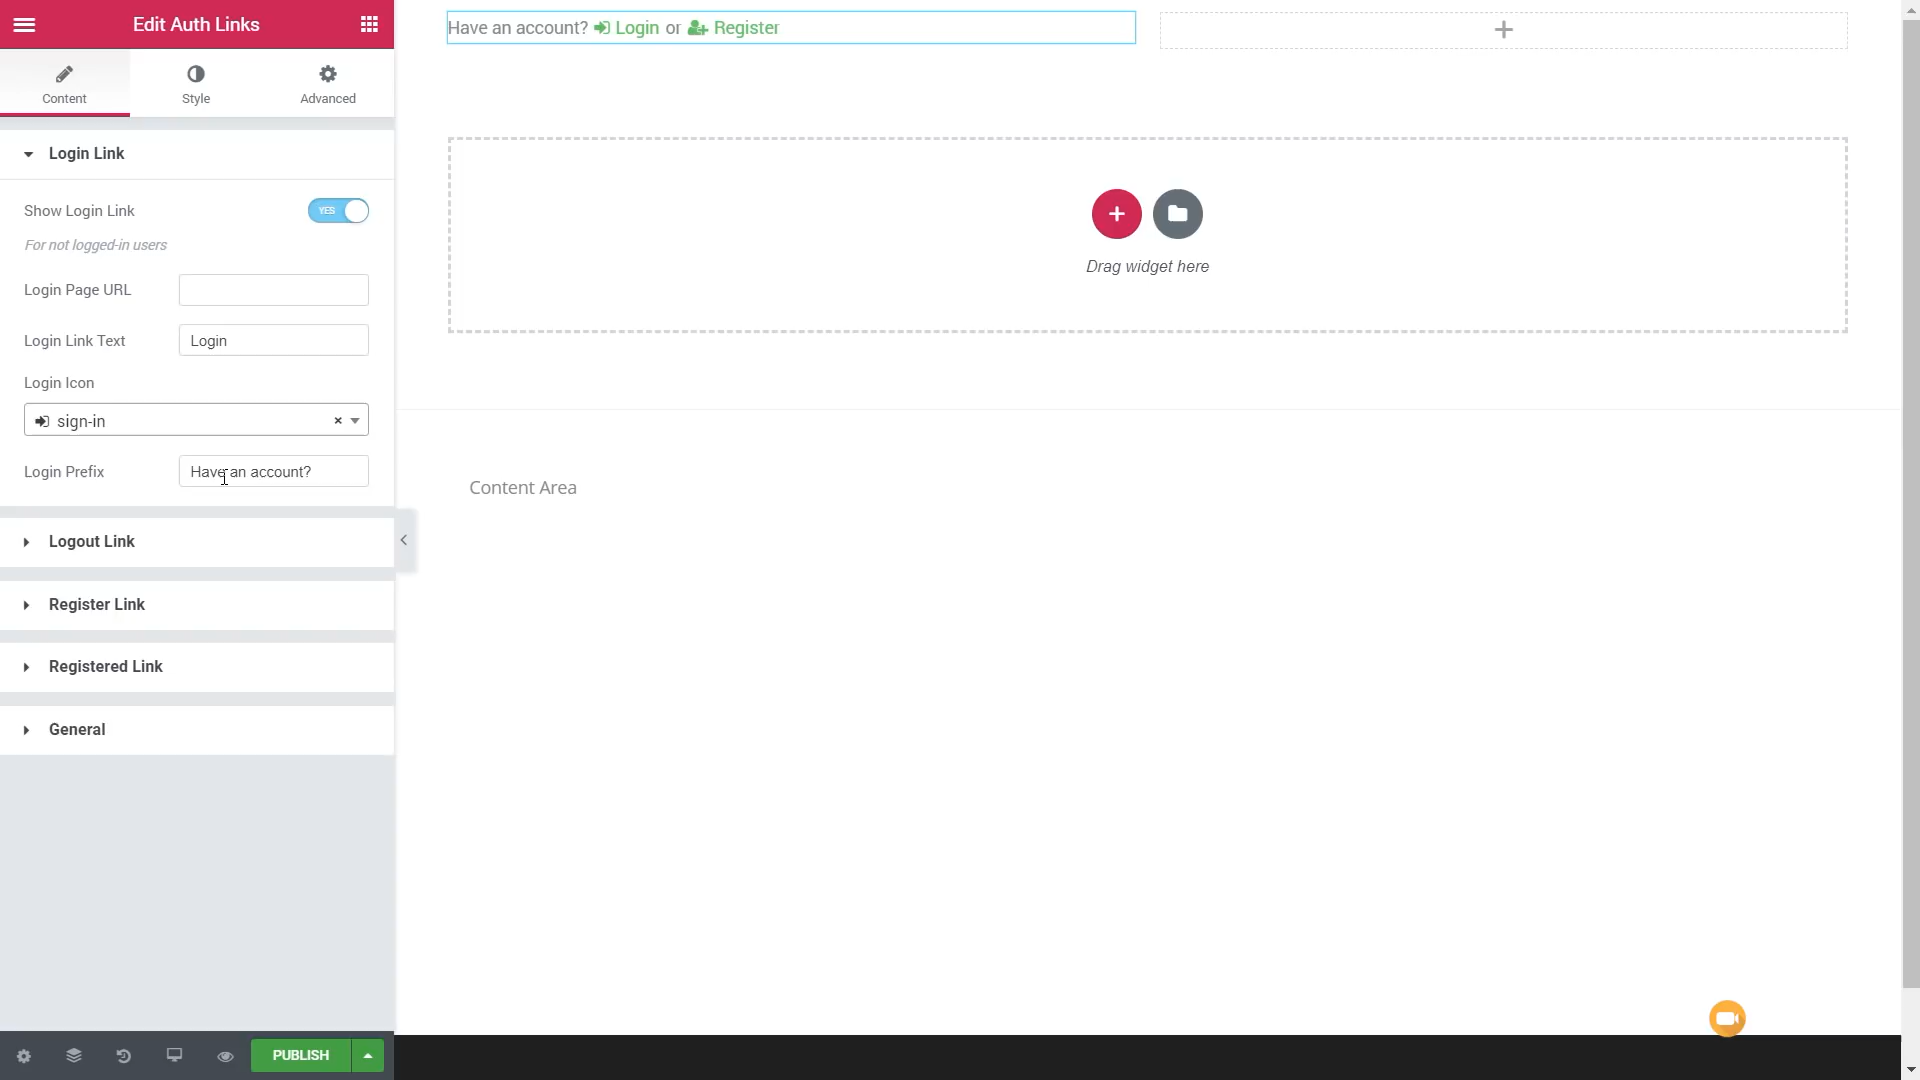 Edit Auth Links
Content
Style
Advanced
Login Link
Show Login Link
YES
For not logged-in users
Login Page URL
Login Link Text
Login
Login Icon
sign-in
×
Login Prefix
Have an account?
Logout Link
Register Link
Registered Link
General
PUBLISH
Have an account? Login or Register
Drag widget here
Content Area